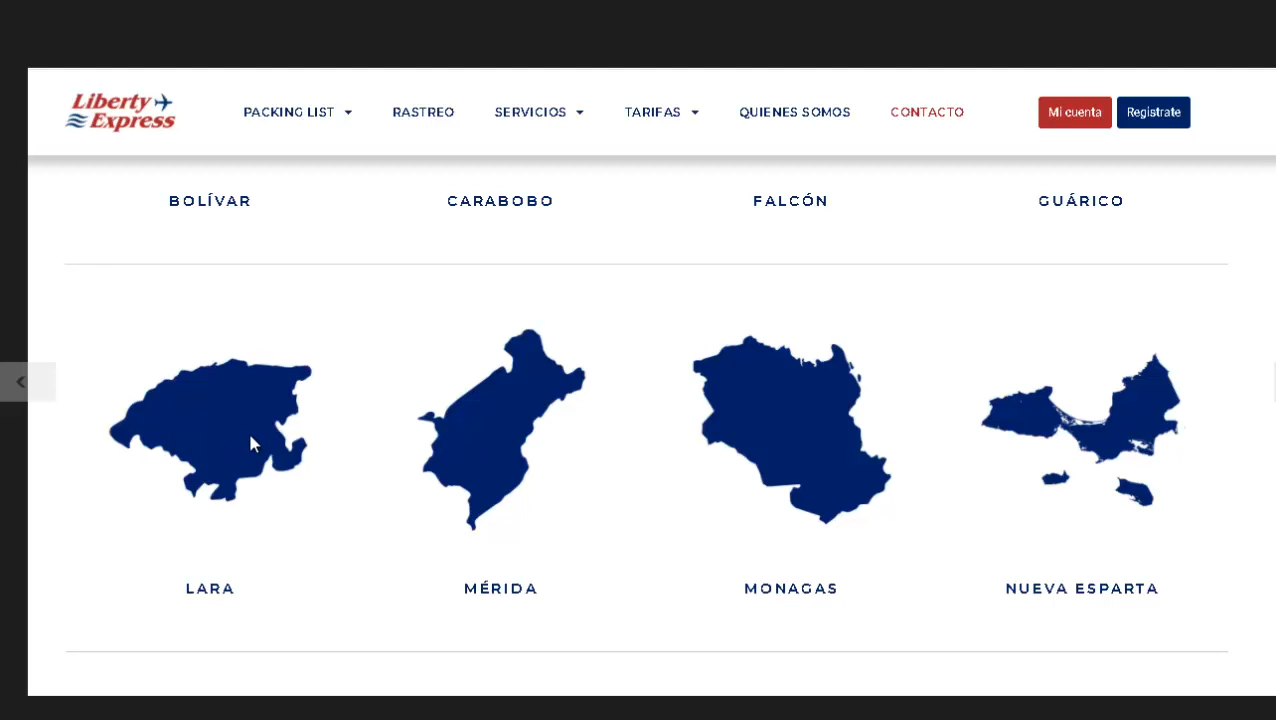 Liberty
Express
PACKING LIST
RASTREO
SERVICIOS
TARIFAS
QUIENES SOMOS
CONTACTO
Mi cuenta
Registrate
BOLÍVAR
CARABOBO
FALCÓN
GUÁRICO
LARA
MÉRIDA
MONAGAS
NUEVA ESPARTA